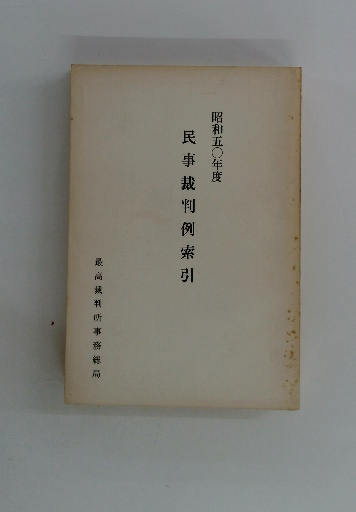 昭和五〇年度
民事裁判例索引
最高裁判所事務総局